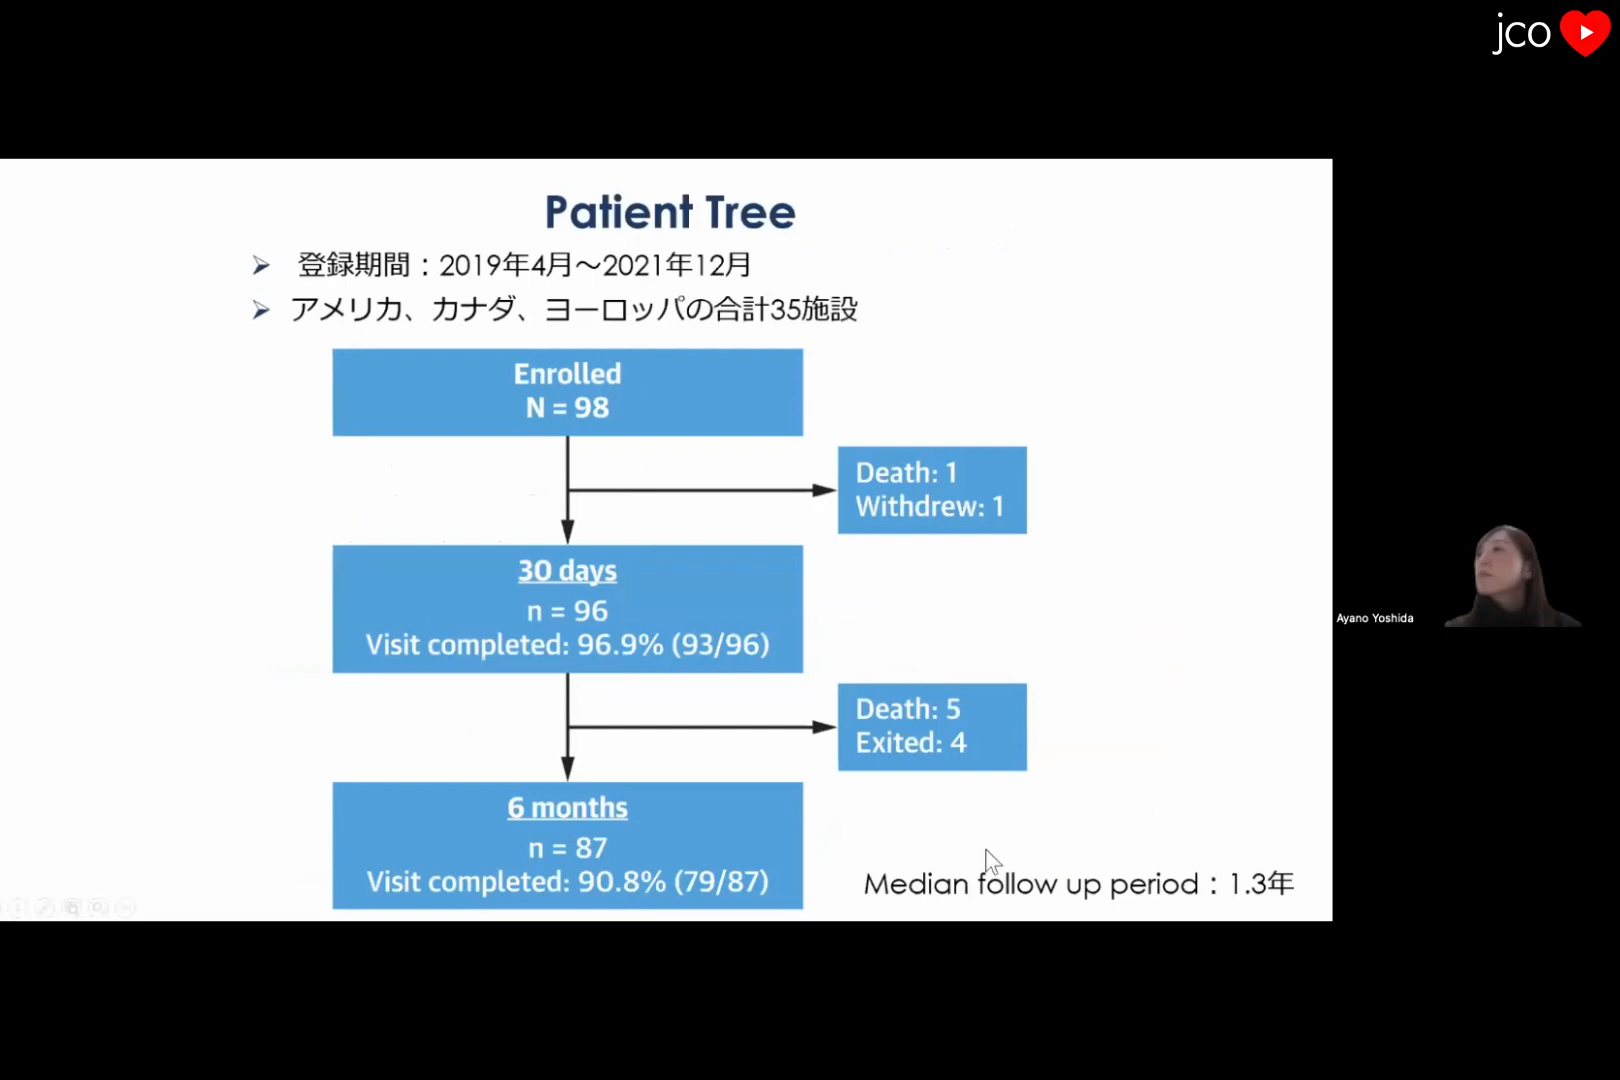 jco
Patient Tree
登録期間：2019年4月～2021年12月
アメリカ、カナダ、ヨーロッパの合計35施設
Enrolled
N = 98
Death: 1
Withdrew: 1
30 days
n = 96
Visit completed: 96.9% (93/96)
Death: 5
Exited: 4
6 months
n = 87
Visit completed: 90.8% (79/87)
Median follow up period：1.3年
Ayano Yoshida